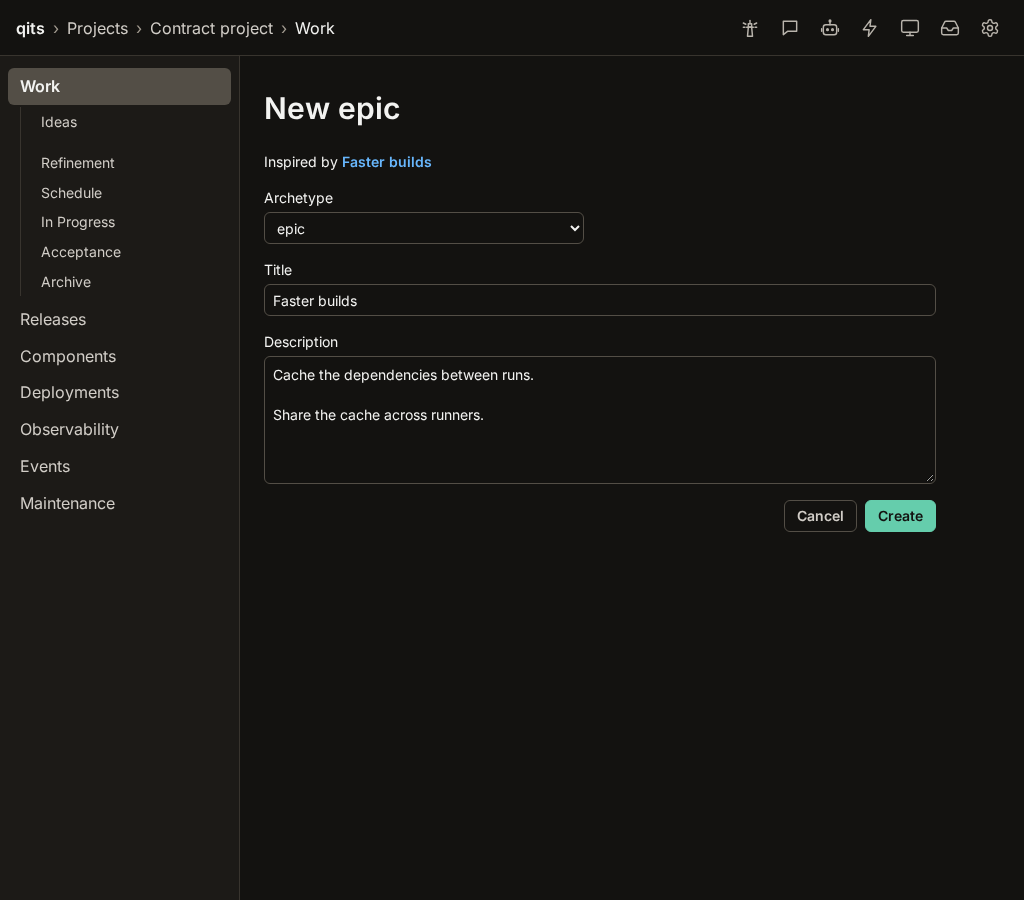 qits › Projects › Contract project › Work
Work
Ideas
Refinement
Schedule
In Progress
Acceptance
Archive
Releases
Components
Deployments
Observability
Events
Maintenance
New epic
Inspired by Faster builds
Archetype
epic
Title
Faster builds
Description
Cache the dependencies between runs.
Share the cache across runners.
Cancel
Create